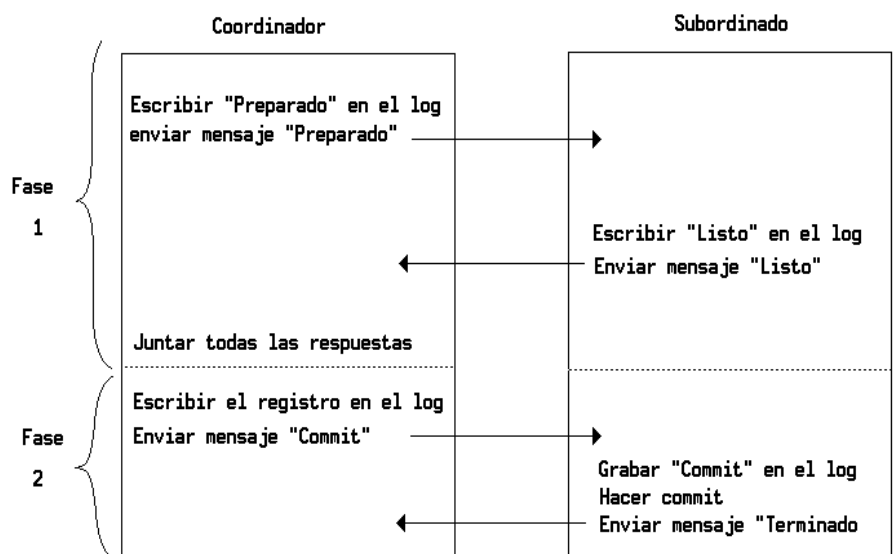 Coordinador
Subordinado
Escribir "Preparado" en el log
enviar mensaje "Preparado"
Fase
1
Escribir "Listo" en el log
Enviar mensaje "Listo"
Juntar todas las respuestas
Escribir el registro en el log
Enviar mensaje "Commit"
Fase
2
Grabar "Commit" en el log
Hacer commit
Enviar mensaje "Terminado